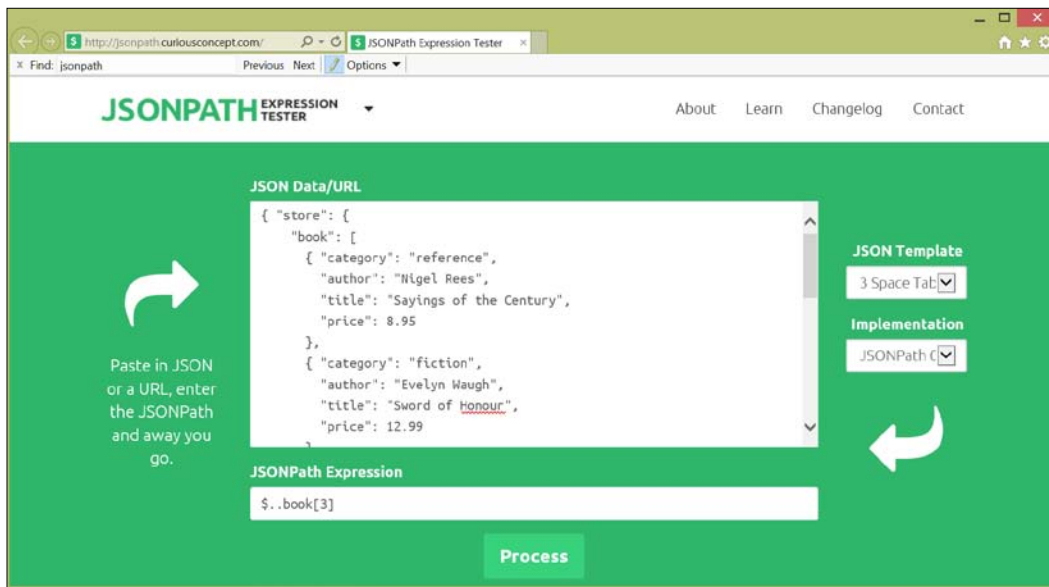 http://jsonpath.curiousconcept.com/
JSONPath Expression Tester
Find: jsonpath Previous Next Options
JSONPATH EXPRESSION TESTER
About Learn Changelog Contact
JSON Data/URL
{ "store": {
"book": [
{ "category": "reference",
"author": "Nigel Rees",
"title": "Sayings of the Century",
"price": 8.95
},
{ "category": "fiction",
"author": "Evelyn Waugh",
"title": "Sword of Honour",
"price": 12.99
}
Paste in JSON
or a URL, enter
the JSONPath
and away you
go.
JSON Template
3 Space Tab
Implementation
JSONPath
JSONPath Expression
$..book[3]
Process